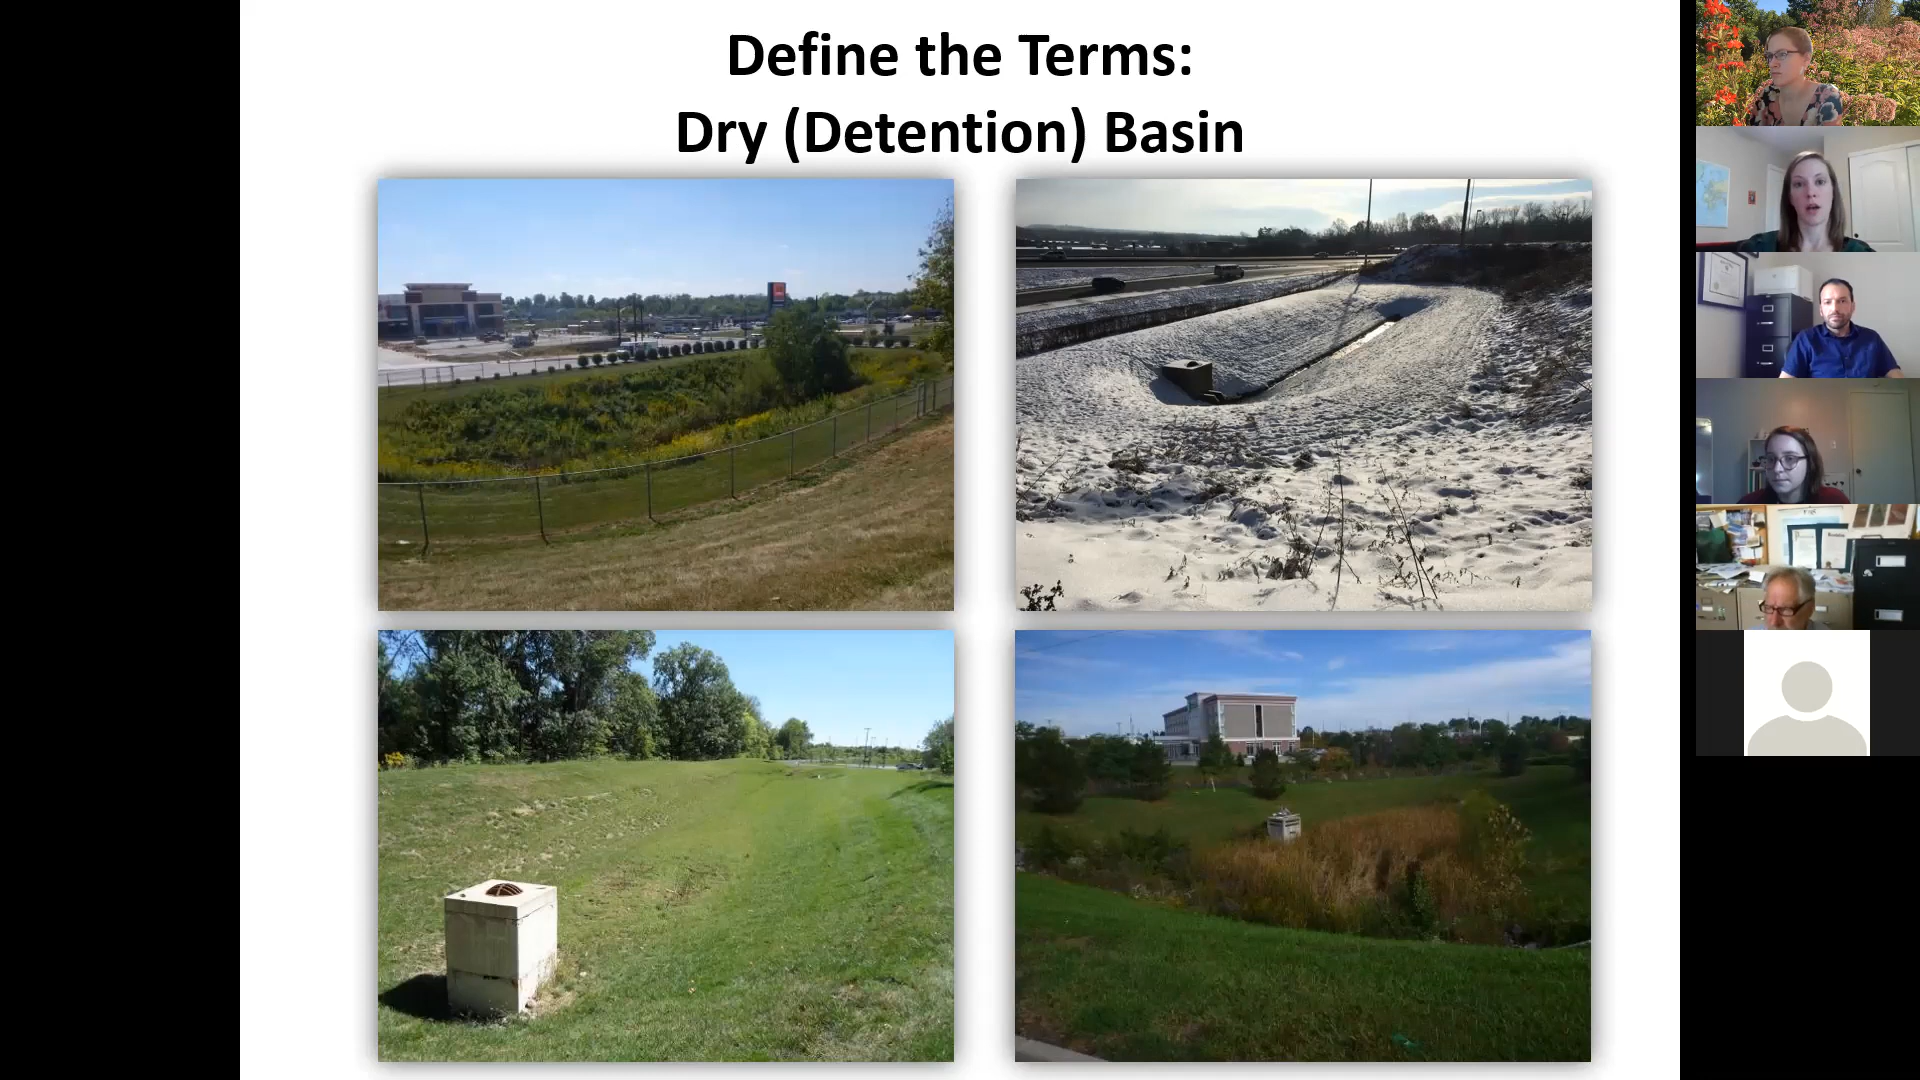 Define the Terms:
Dry (Detention) Basin